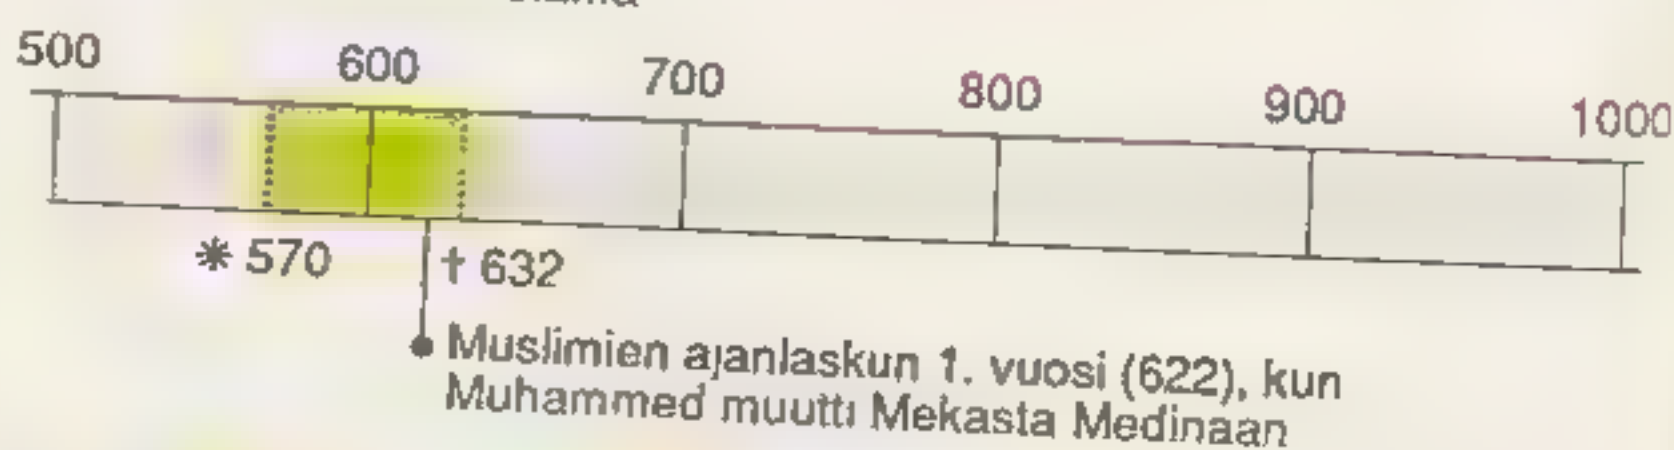 500 600 700 800 900 1000
* 570 † 632
Muslimien ajanlaskun 1. vuosi (622), kun
Muhammed muutti Mekasta Medinaan